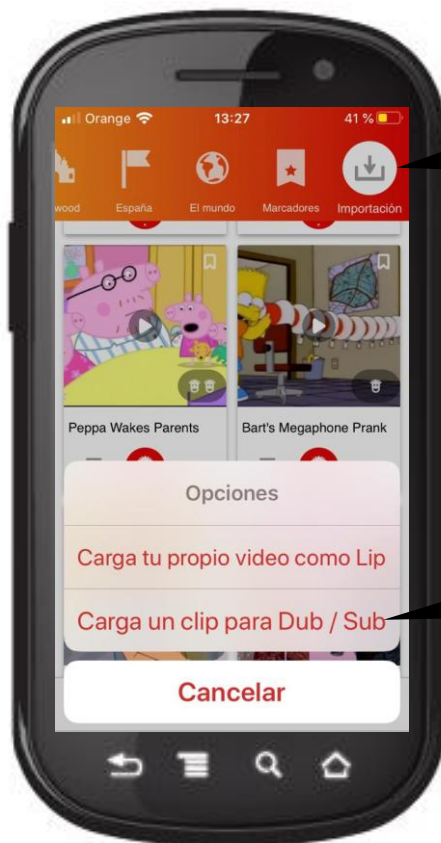 Orange 13:27 41 %
wood España El mundo Marcadores Importación
Peppa Wakes Parents Bart's Megaphone Prank
Opciones
Carga tu propio video como Lip
Carga un clip para Dub / Sub
Cancelar